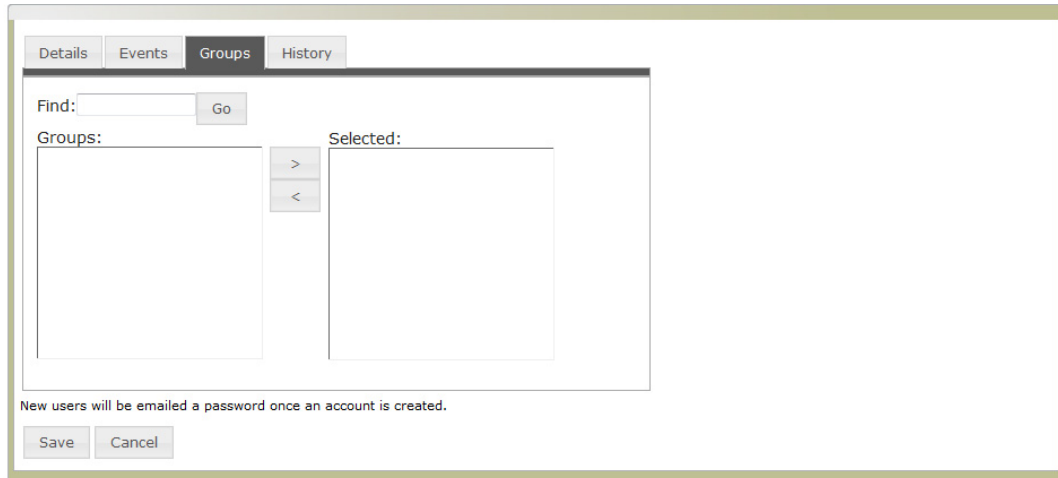 Details Events Groups History
Find: Go
Groups: Selected:
>
<
New users will be emailed a password once an account is created.
Save Cancel